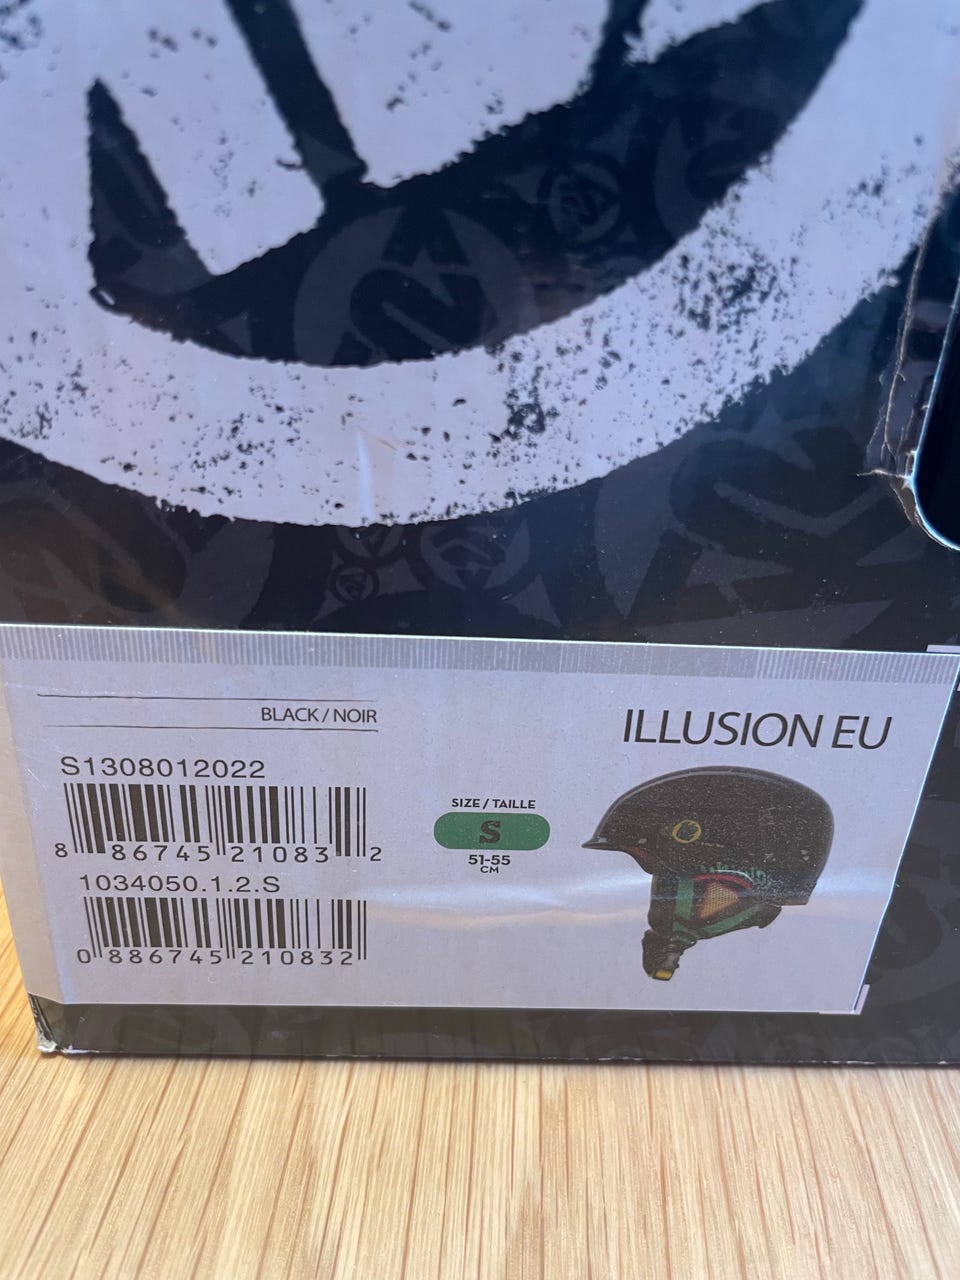 BLACK / NOIR
ILLUSION EU
S1308012022
8 86745 21083 2
1034050.1.2.S
0 886745 210832
SIZE / TAILLE
S
51-55
CM